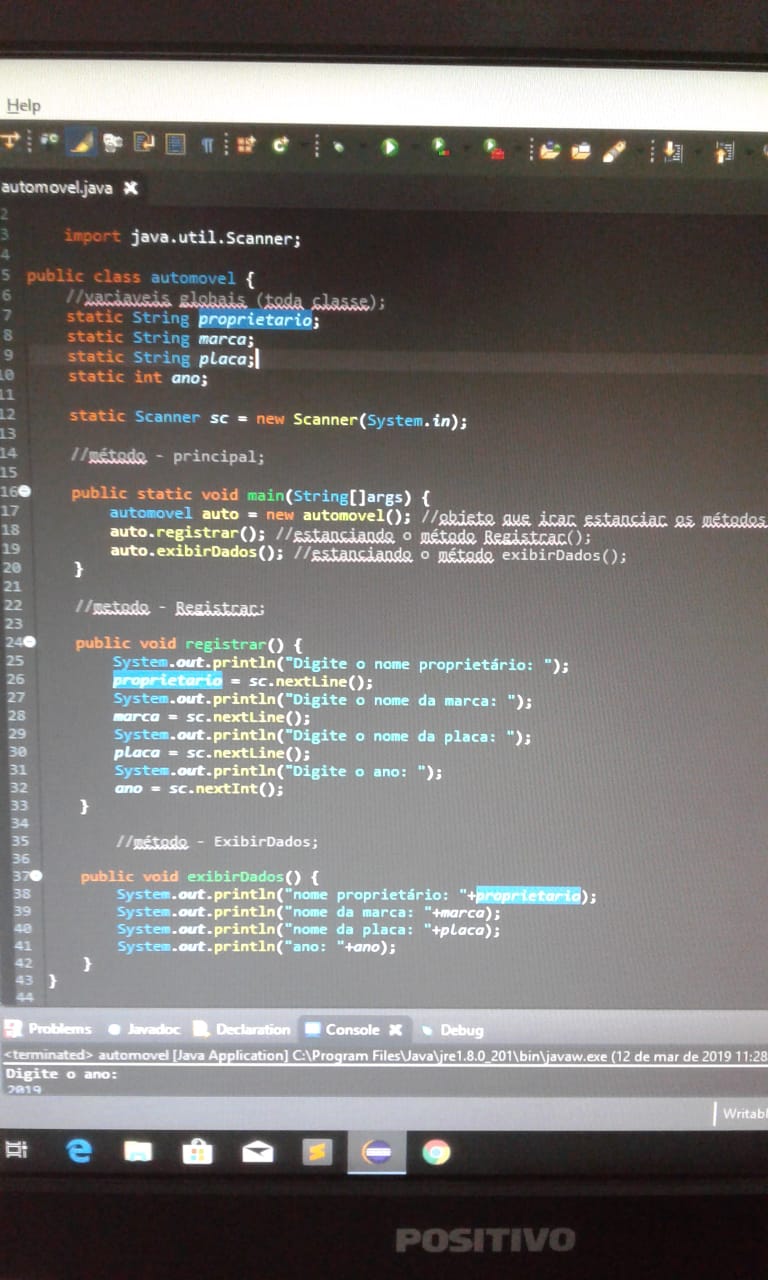 Help
automovel.java
2
3 import java.util.Scanner;
4
5 public class automovel {
6 //variaveis globais (toda classe);
7 static String proprietario;
8 static String marca;
9 static String placa;
10 static int ano;
11
12 static Scanner sc = new Scanner(System.in);
13
14 //método - principal;
15
16 public static void main(String[]args) {
17 automovel auto = new automovel(); //objeto que irar estanciar os métodos
18 auto.registrar(); //estanciando o método Registrar();
19 auto.exibirDados(); //estanciando o método exibirDados();
20 }
21
22 //metodo - Registrar;
23
24 public void registrar() {
25 System.out.println("Digite o nome proprietário: ");
26 proprietario = sc.nextLine();
27 System.out.println("Digite o nome da marca: ");
28 marca = sc.nextLine();
29 System.out.println("Digite o nome da placa: ");
30 placa = sc.nextLine();
31 System.out.println("Digite o ano: ");
32 ano = sc.nextInt();
33 }
34
35 //método - ExibirDados;
36
37 public void exibirDados() {
38 System.out.println("nome proprietário: "+proprietario);
39 System.out.println("nome da marca: "+marca);
40 System.out.println("nome da placa: "+placa);
41 System.out.println("ano: "+ano);
42 }
43 }
44
Problems Javadoc Declaration Console Debug
<terminated> automovel [Java Application] C:\Program Files\Java\jre1.8.0_201\bin\javaw.exe (12 de mar de 2019 11:28
Digite o ano:
2019
Writabl
POSITIVO